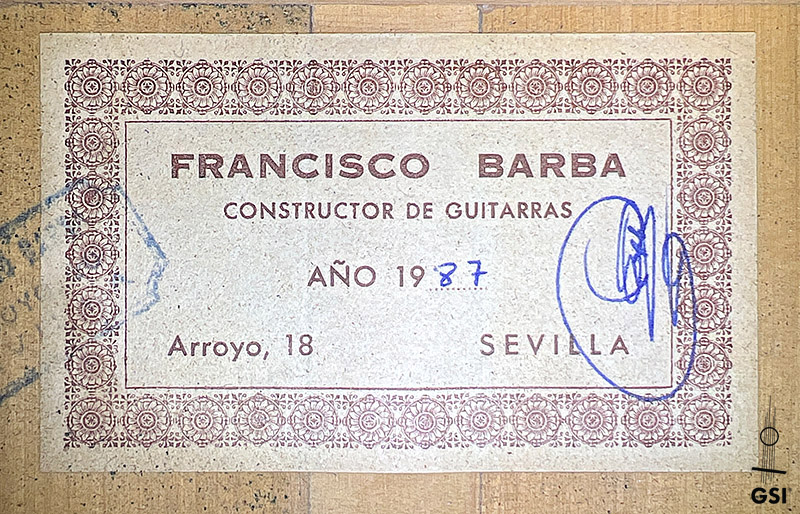 FRANCISCO BARBA
CONSTRUCTOR DE GUITARRAS
AÑO 1987
Arroyo, 18 SEVILLA
GSI